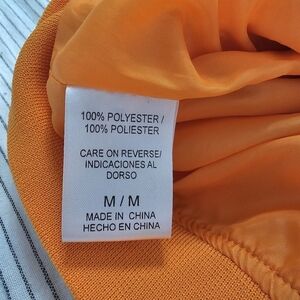 100% POLYESTER /
100% POLIESTER
CARE ON REVERSE/
INDICACIONES AL
DORSO
M / M
MADE IN CHINA
HECHO EN CHINA